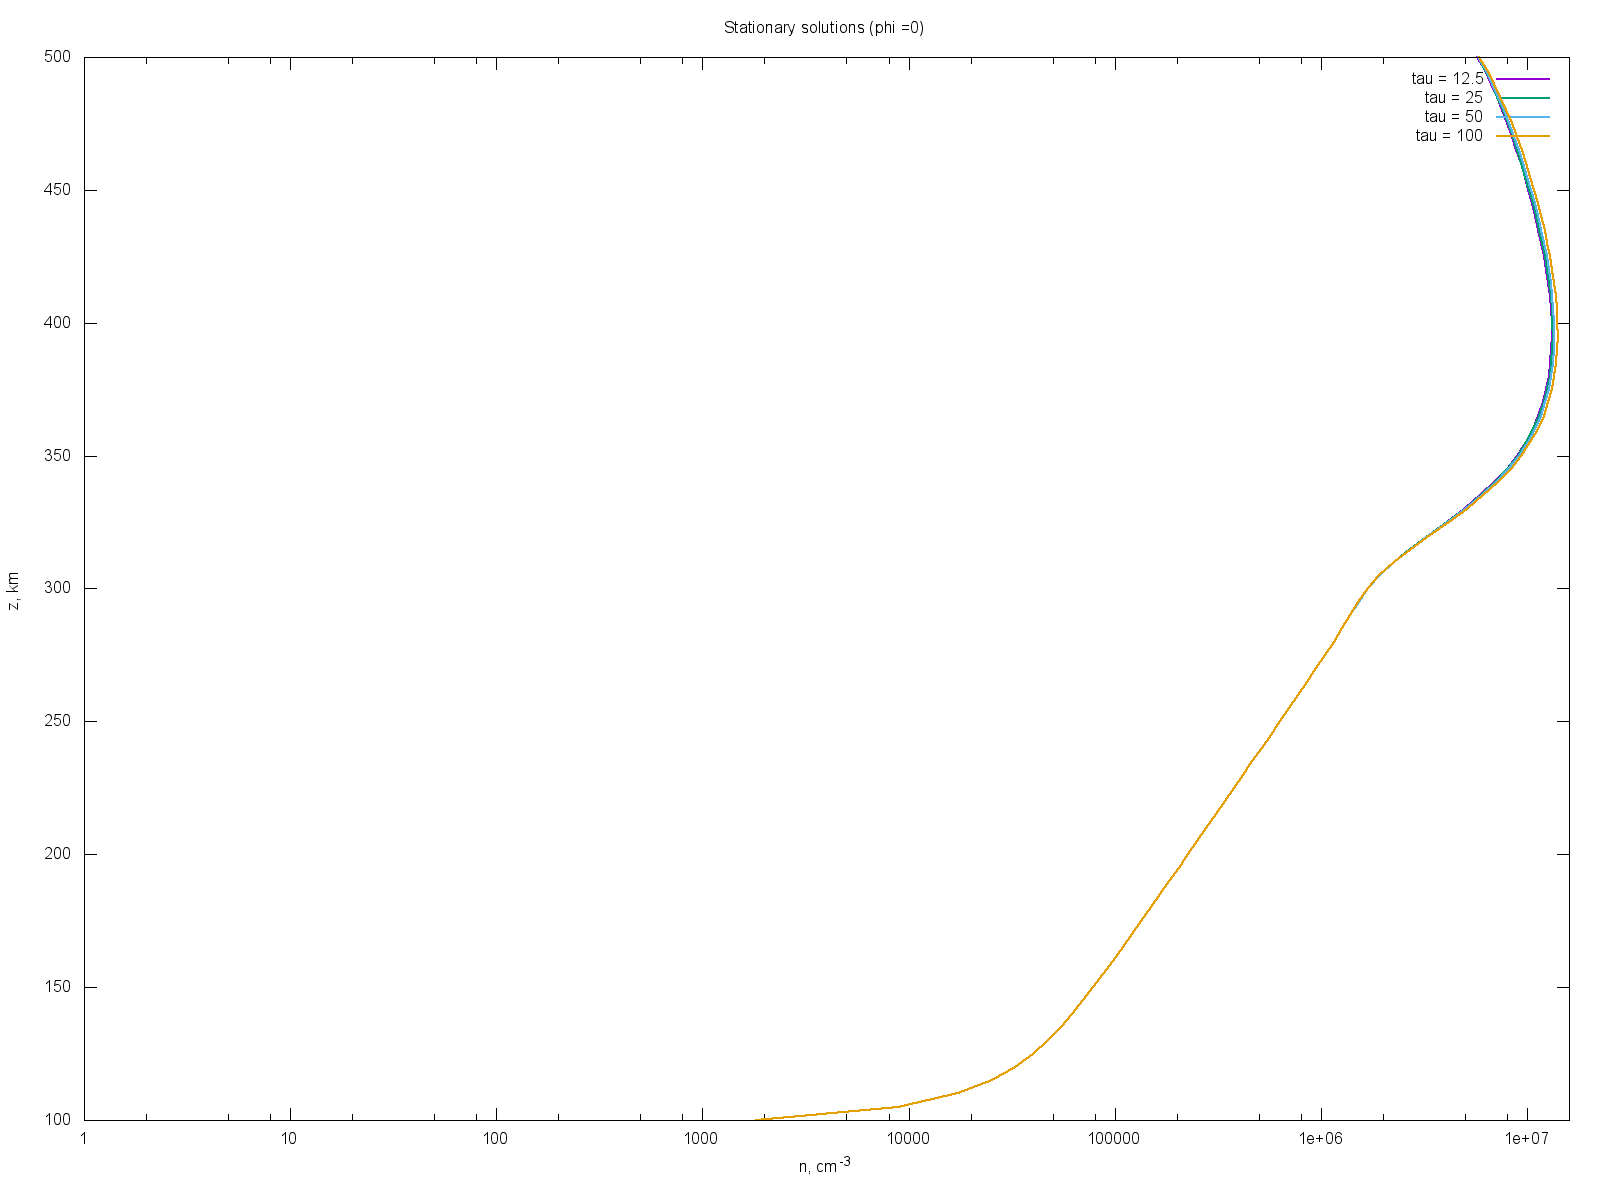 Stationary solutions (phi =0)
500
450
400
350
300
250
200
150
100
z, km
tau = 12.5
tau = 25
tau = 50
tau = 100
1 10 100 1000 10000 100000 1e+06 1e+07
n, cm-3